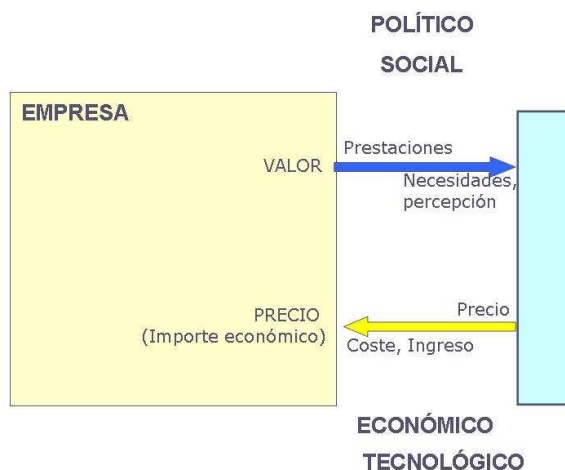 POLÍTICO
SOCIAL
EMPRESA
Prestaciones
VALOR
Necesidades,
percepción
PRECIO
(Importe económico)
Precio
Coste, Ingreso
ECONÓMICO
TECNOLÓGICO